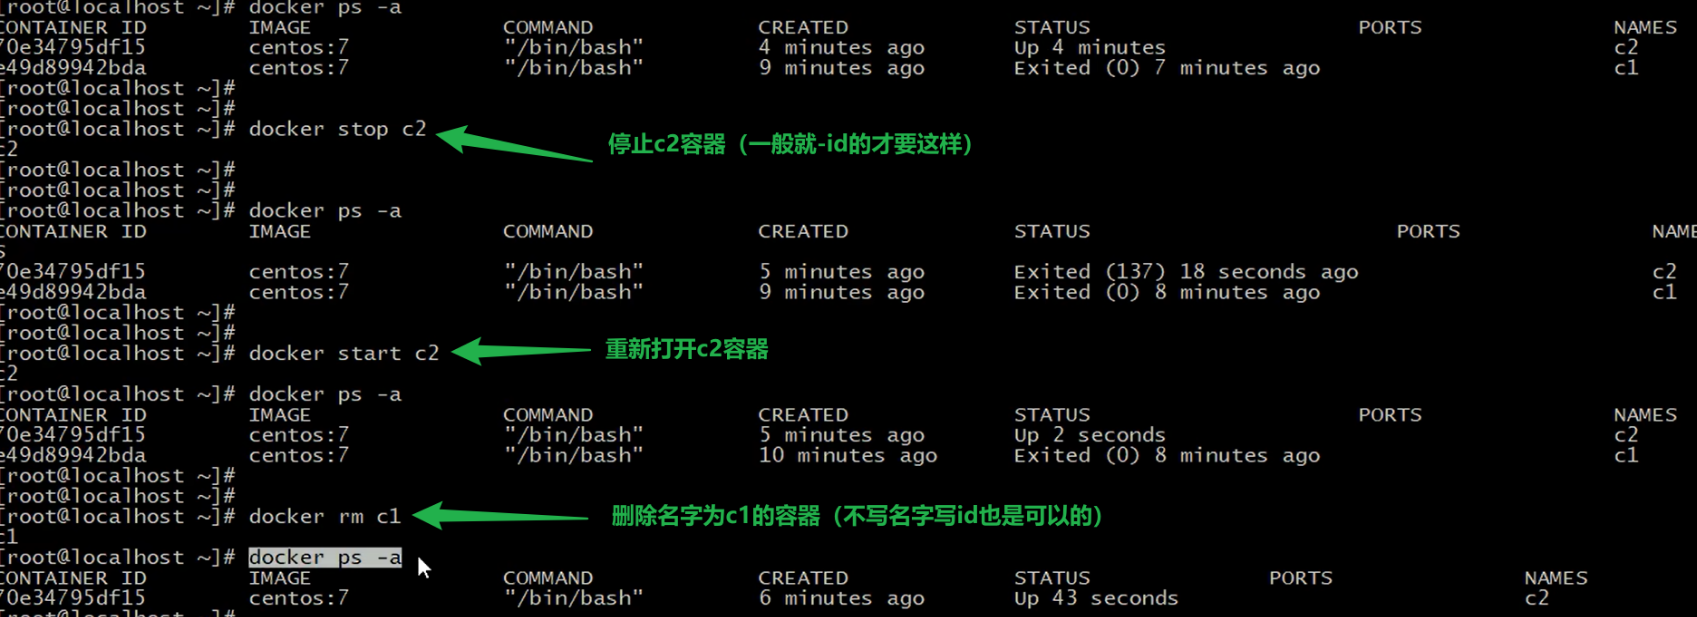 [root@localhost ~]# docker ps -a
CONTAINER ID IMAGE COMMAND CREATED STATUS PORTS NAMES
70e34795df15 centos:7 "/bin/bash" 4 minutes ago Up 4 minutes c2
e49d89942bda centos:7 "/bin/bash" 9 minutes ago Exited (0) 7 minutes ago c1
[root@localhost ~]#
[root@localhost ~]#
[root@localhost ~]# docker stop c2 停止c2容器（一般就-id的才要这样）
c2
[root@localhost ~]#
[root@localhost ~]#
[root@localhost ~]# docker ps -a
CONTAINER ID IMAGE COMMAND CREATED STATUS PORTS NAME
S
70e34795df15 centos:7 "/bin/bash" 5 minutes ago Exited (137) 18 seconds ago c2
e49d89942bda centos:7 "/bin/bash" 9 minutes ago Exited (0) 8 minutes ago c1
[root@localhost ~]#
[root@localhost ~]#
[root@localhost ~]# docker start c2 重新打开c2容器
c2
[root@localhost ~]# docker ps -a
CONTAINER ID IMAGE COMMAND CREATED STATUS PORTS NAMES
70e34795df15 centos:7 "/bin/bash" 5 minutes ago Up 2 seconds c2
e49d89942bda centos:7 "/bin/bash" 10 minutes ago Exited (0) 8 minutes ago c1
[root@localhost ~]#
[root@localhost ~]#
[root@localhost ~]# docker rm c1 删除名字为c1的容器（不写名字写id也是可以的）
c1
[root@localhost ~]# docker ps -a
CONTAINER ID IMAGE COMMAND CREATED STATUS PORTS NAMES
70e34795df15 centos:7 "/bin/bash" 6 minutes ago Up 43 seconds c2
[root@localhost ~]#